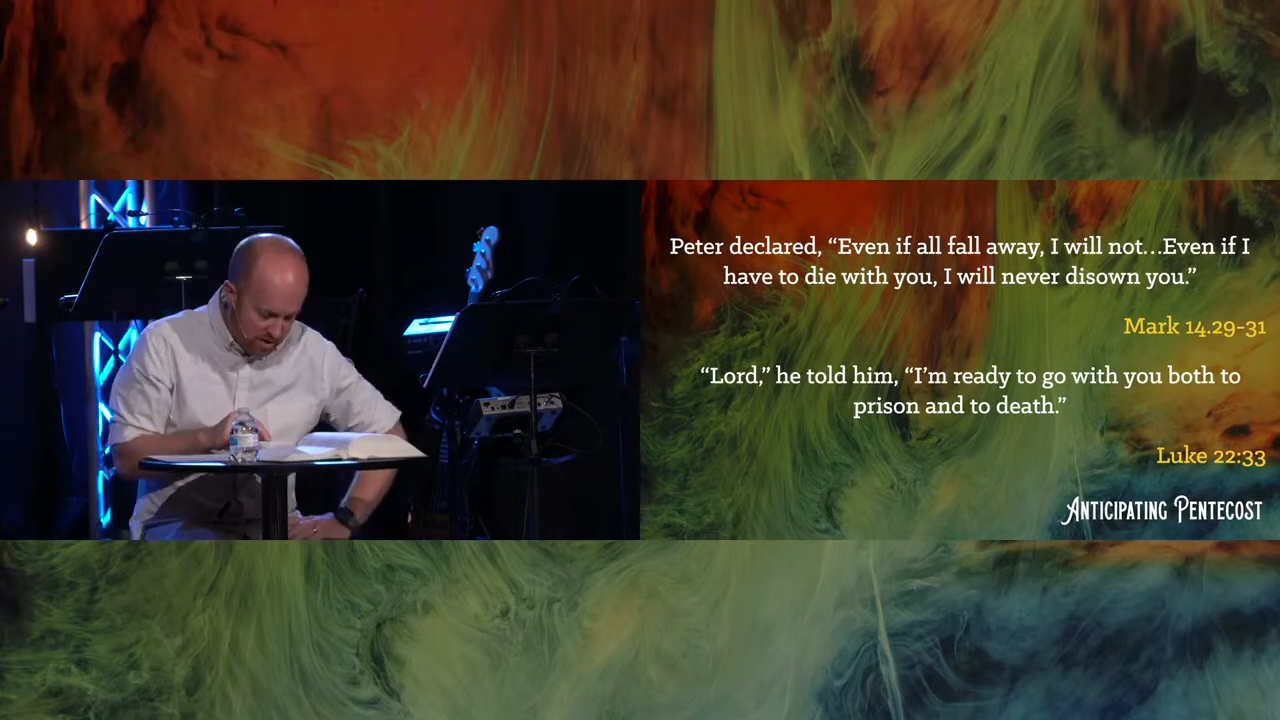 Peter declared, “Even if all fall away, I will not…Even if I
have to die with you, I will never disown you.”
Mark 14.29-31
“Lord,” he told him, “I’m ready to go with you both to
prison and to death.”
Luke 22:33
Anticipating Pentecost